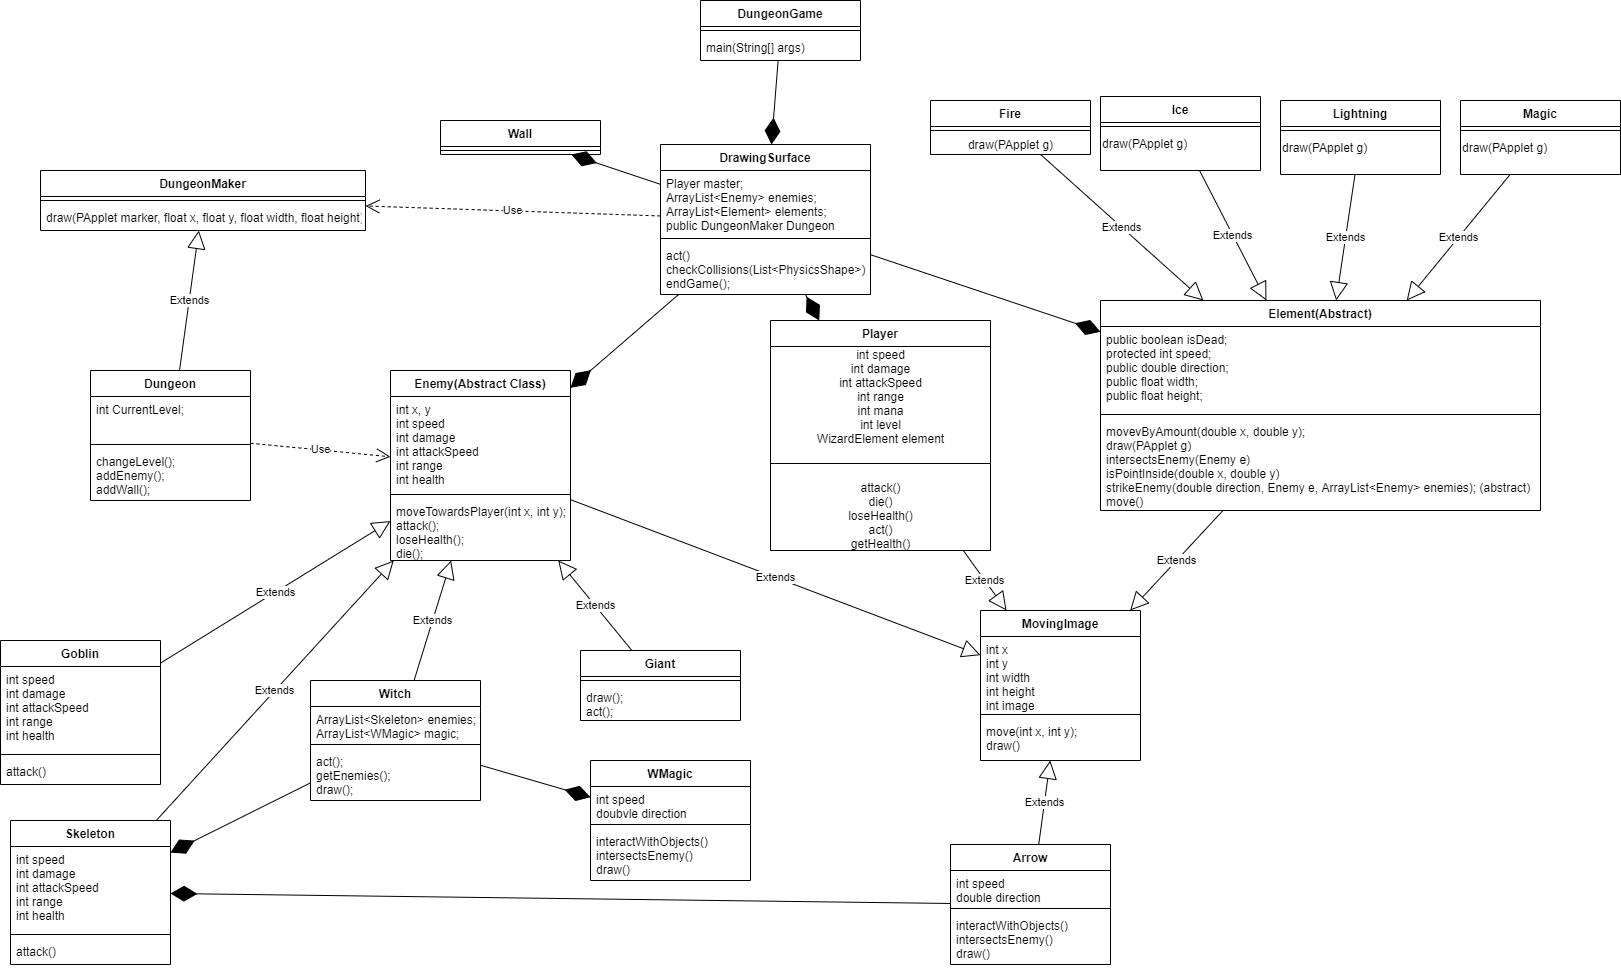 DungeonGame
main(String[] args)
Wall
DrawingSurface
Player master;
ArrayList<Enemy> enemies;
ArrayList<Element> elements;
public DungeonMaker Dungeon
act()
checkCollisions(List<PhysicsShape>)
endGame();
Fire
draw(PApplet g)
Ice
draw(PApplet g)
Lightning
draw(PApplet g)
Magic
draw(PApplet g)
DungeonMaker
draw(PApplet marker, float x, float y, float width, float height)
Use
Extends
Extends
Extends
Extends
Extends
Dungeon
int CurrentLevel;
changeLevel();
addEnemy();
addWall();
Use
Enemy(Abstract Class)
int x, y
int speed
int damage
int attackSpeed
int range
int health
moveTowardsPlayer(int x, int y);
attack();
loseHealth();
die();
Player
int speed
int damage
int attackSpeed
int range
int mana
int level
WizardElement element
attack()
die()
loseHealth()
act()
getHealth()
Element(Abstract)
public boolean isDead;
protected int speed;
public double direction;
public float width;
public float height;
movevByAmount(double x, double y);
draw(PApplet g)
intersectsEnemy(Enemy e)
isPointInside(double x, double y)
strikeEnemy(double direction, Enemy e, ArrayList<Enemy> enemies); (abstract)
move()
Extends
Extends
Extends
Extends
Extends
Extends
Extends
Goblin
int speed
int damage
int attackSpeed
int range
int health
attack()
Witch
ArrayList<Skeleton> enemies;
ArrayList<WMagic> magic;
act();
getEnemies();
draw();
Giant
draw();
act();
MovingImage
int x
int y
int width
int height
int image
move(int x, int y);
draw()
WMagic
int speed
doubvle direction
interactWithObjects()
intersectsEnemy()
draw()
Extends
Skeleton
int speed
int damage
int attackSpeed
int range
int health
attack()
Arrow
int speed
double direction
interactWithObjects()
intersectsEnemy()
draw()